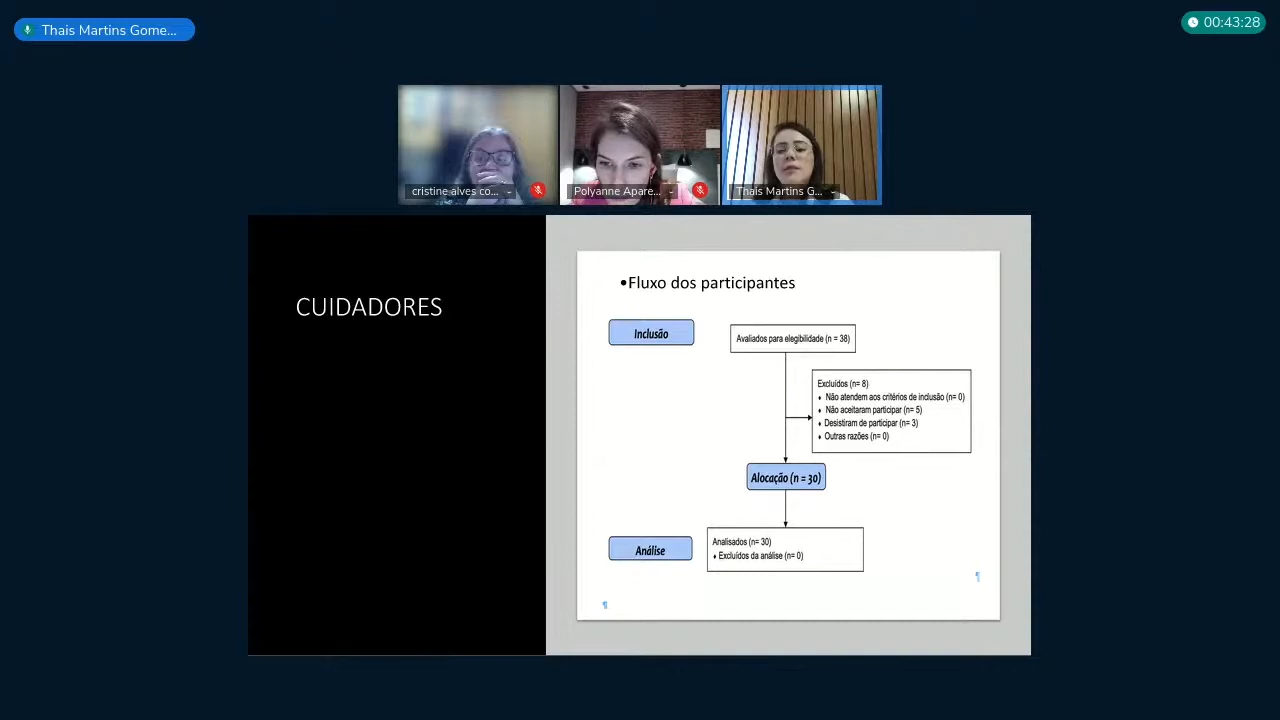 Thais Martins Gome...
00:43:28
cristine alves co...
Polyanne Apare...
Thais Martins G...
CUIDADORES
•Fluxo dos participantes
Inclusão
Avaliados para elegibilidade (n = 38)
Excluídos (n= 8)
♦ Não atendem aos critérios de inclusão (n= 0)
♦ Não aceitaram participar (n= 5)
♦ Desistiram de participar (n= 3)
♦ Outras razões (n= 0)
Alocação (n = 30)
Análise
Analisados (n= 30)
♦ Excluídos da análise (n= 0)
¶
¶